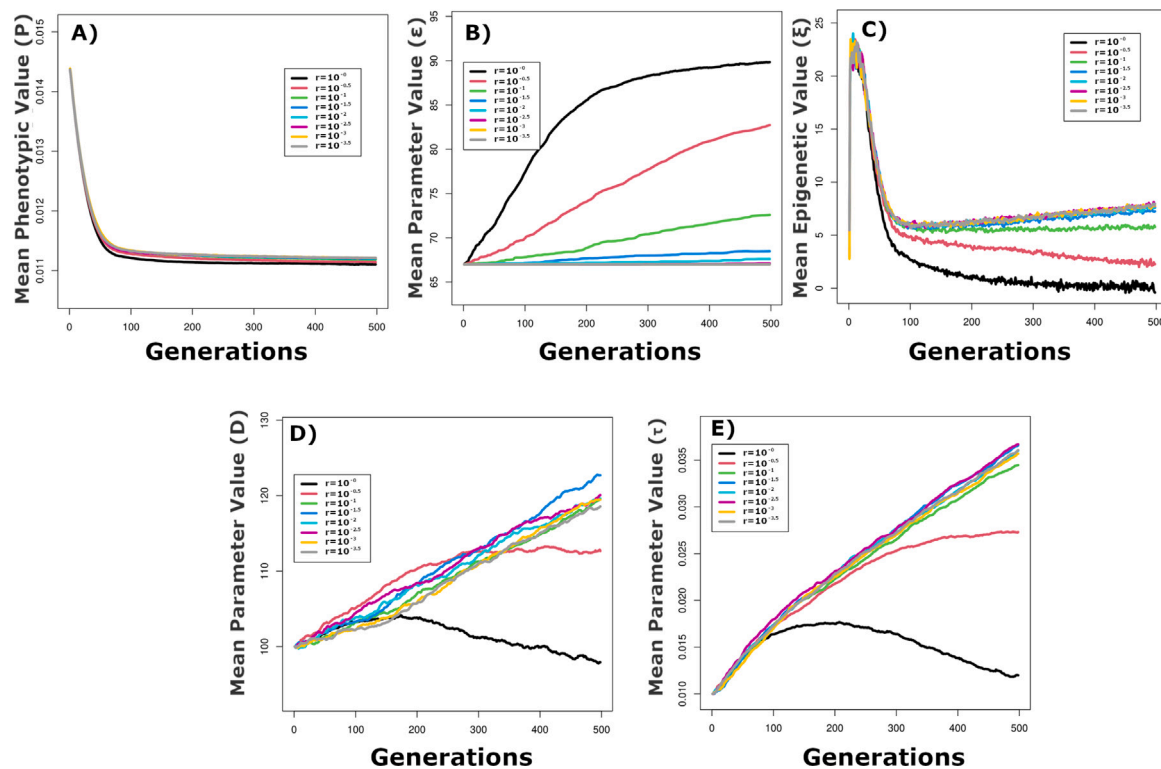 A)
Mean Phenotypic Value (P)
0.015
0.014
0.013
0.012
0.011
r=10^-0
r=10^-0.5
r=10^-1
r=10^-1.5
r=10^-2
r=10^-2.5
r=10^-3
r=10^-3.5
0 100 200 300 400 500
Generations
B)
Mean Parameter Value (ε)
95
90
85
80
75
70
65
r=10^-0
r=10^-0.5
r=10^-1
r=10^-1.5
r=10^-2
r=10^-2.5
r=10^-3
r=10^-3.5
0 100 200 300 400 500
Generations
C)
Mean Epigenetic Value (ξ)
25
20
15
10
5
0
r=10^-0
r=10^-0.5
r=10^-1
r=10^-1.5
r=10^-2
r=10^-2.5
r=10^-3
r=10^-3.5
0 100 200 300 400 500
Generations
D)
Mean Parameter Value (D)
130
120
110
100
r=10^-0
r=10^-0.5
r=10^-1
r=10^-1.5
r=10^-2
r=10^-2.5
r=10^-3
r=10^-3.5
0 100 200 300 400 500
Generations
E)
Mean Parameter Value (τ)
0.035
0.030
0.025
0.020
0.015
0.010
r=10^-0
r=10^-0.5
r=10^-1
r=10^-1.5
r=10^-2
r=10^-2.5
r=10^-3
r=10^-3.5
0 100 200 300 400 500
Generations